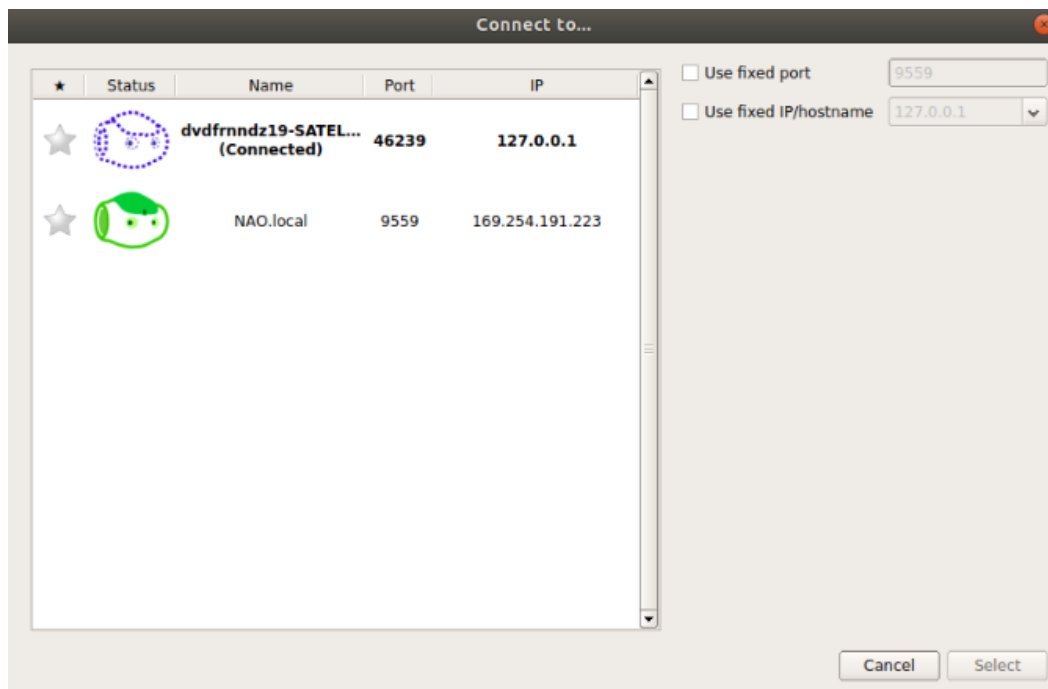 Connect to...
★ Status Name Port IP
dvdfrnndz19-SATEL...
(Connected) 46239 127.0.0.1
NAO.local 9559 169.254.191.223
Use fixed port 9559
Use fixed IP/hostname 127.0.0.1
Cancel Select